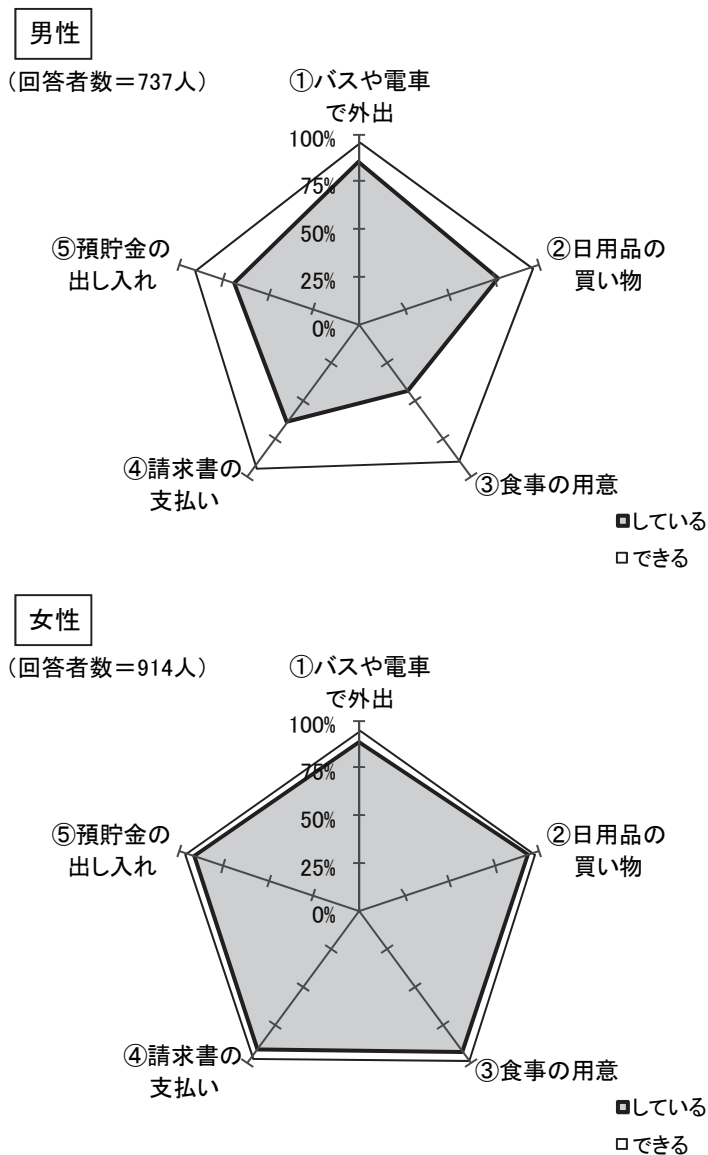 男性
(回答者数＝737人)
①バスや電車
で外出
100%
75%
50%
25%
0%
②日用品の
買い物
③食事の用意
④請求書の
支払い
⑤預貯金の
出し入れ
している
できる
女性
(回答者数＝914人)
①バスや電車
で外出
100%
75%
50%
25%
0%
②日用品の
買い物
③食事の用意
④請求書の
支払い
⑤預貯金の
出し入れ
している
できる